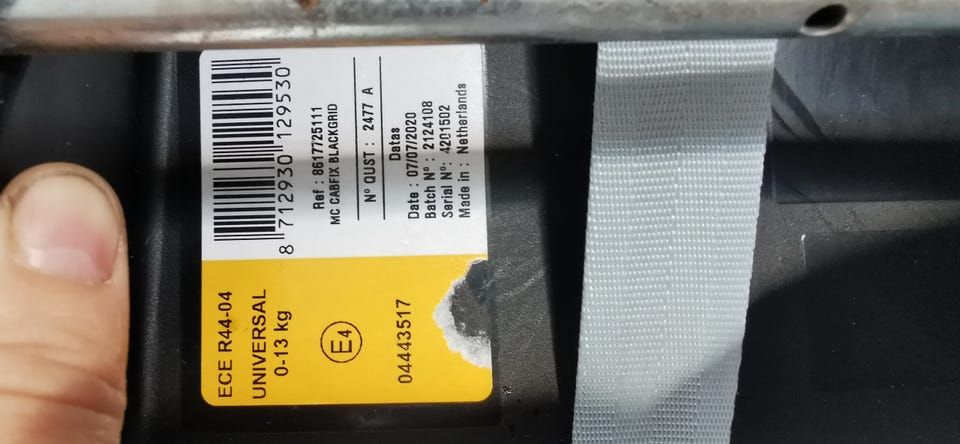 ECE R44-04
UNIVERSAL
0-13 kg
E4
04443517
8 712930 129530
Ref : 8617725111
MC CABFIX BLACKGRID
N° QUST : 2477 A
Datas
Date : 07/07/2020
Batch N° : 2124108
Serial N° : 4201502
Made in : Netherlands